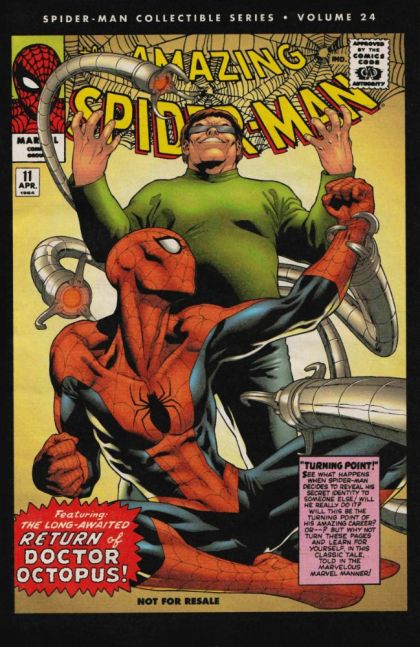 SPIDER-MAN COLLECTIBLE SERIES • VOLUME 24
AMAZING
SPIDER-MAN
IND.
APPROVED
BY THE
COMICS
CODE
AUTHORITY
MARVEL
COMICS
GROUP
11
APR.
1964
"TURNING POINT!"
SEE WHAT HAPPENS
WHEN SPIDER-MAN
DECIDES TO REVEAL HIS
SECRET IDENTITY TO
SOMEONE ELSE! WILL
HE REALLY DO IT?
WILL THIS BE THE
TURNING POINT OF
HIS AMAZING CAREER?
OR--? BUT WHY NOT
TURN THESE PAGES
AND LEARN FOR
YOURSELF, IN THIS
CLASSIC TALE,
TOLD IN THE
MARVELOUS
MARVEL MANNER!
Featuring:
THE LONG-AWAITED
RETURN of
DOCTOR
OCTOPUS!
NOT FOR RESALE